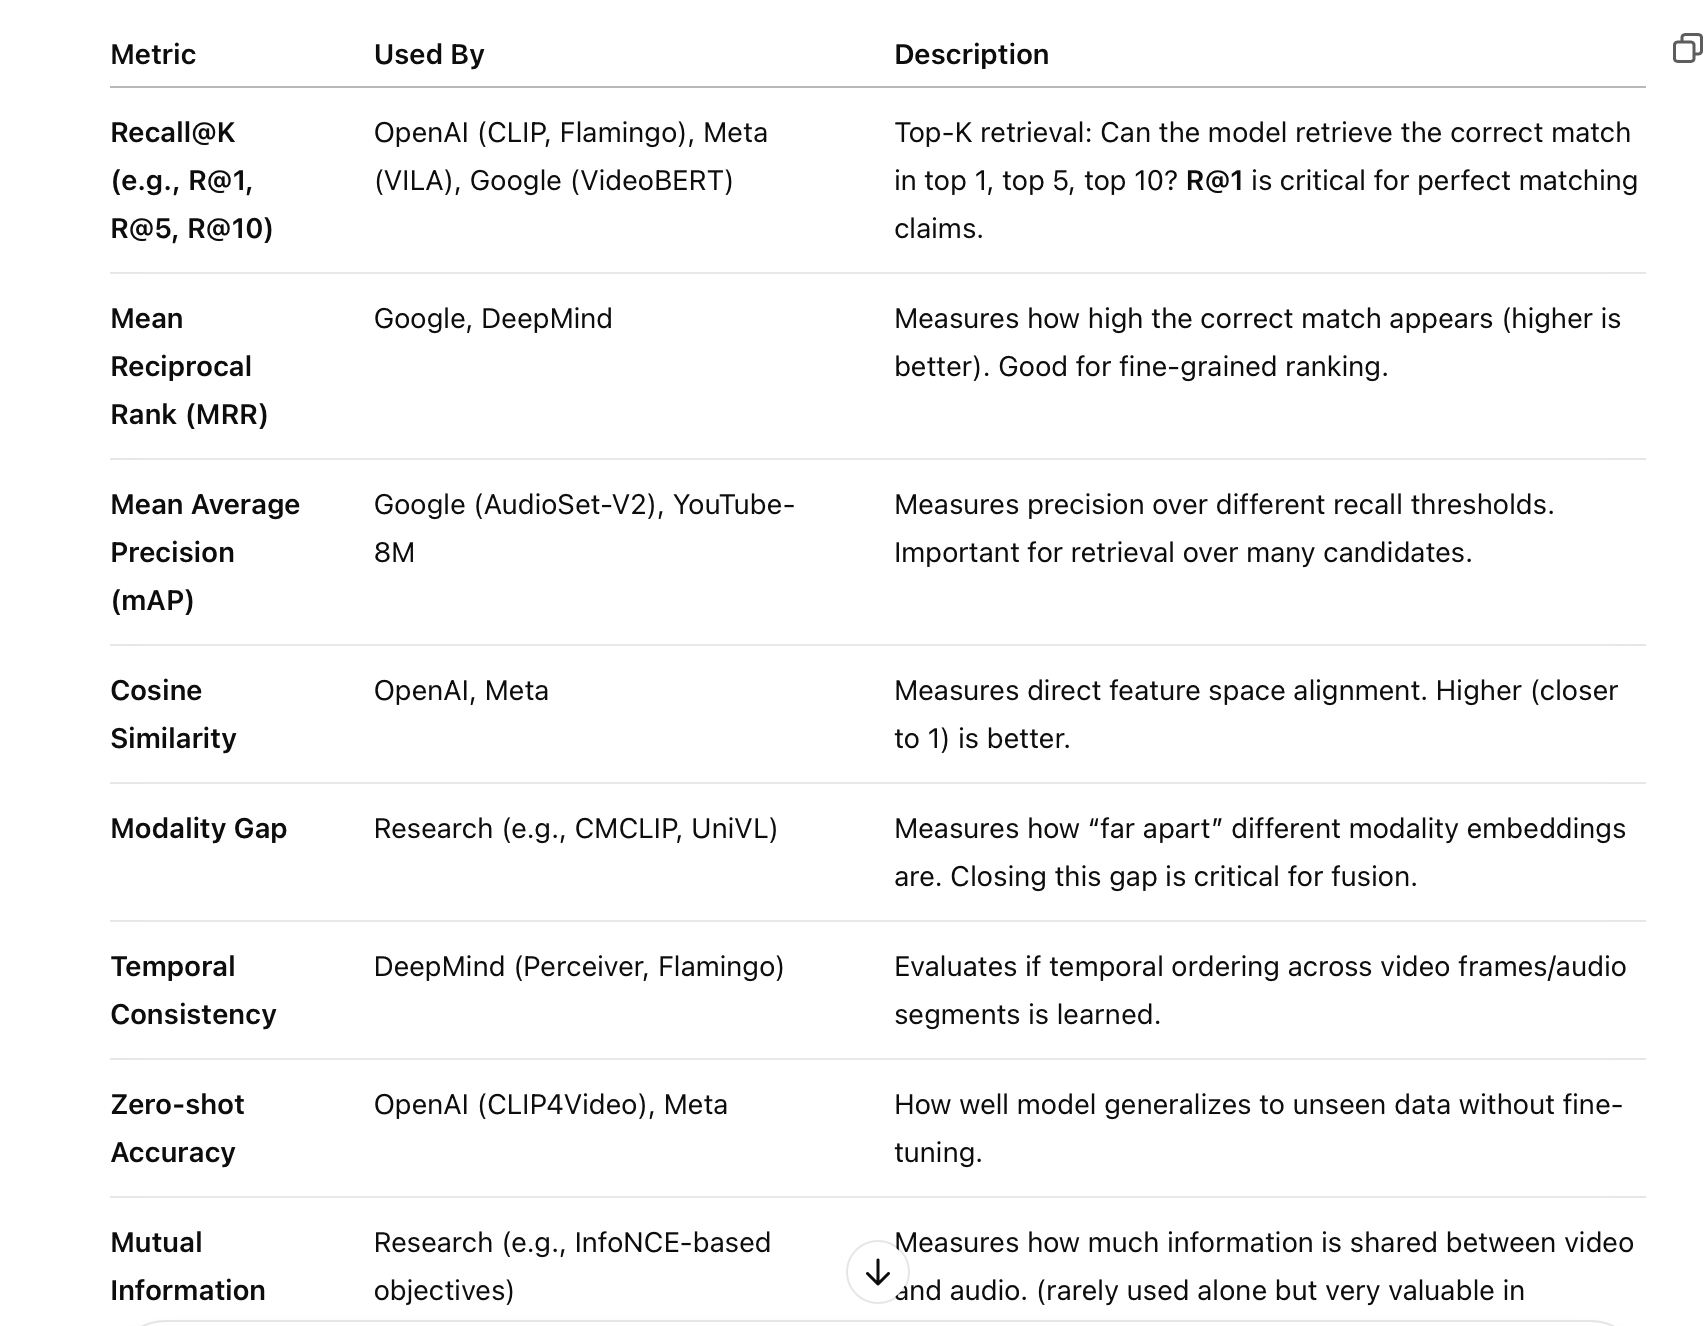 Metric Used By Description
Recall@K OpenAI (CLIP, Flamingo), Meta Top-K retrieval: Can the model retrieve the correct match
(e.g., R@1, (VILA), Google (VideoBERT) in top 1, top 5, top 10? R@1 is critical for perfect matching
R@5, R@10) claims.
Mean Google, DeepMind Measures how high the correct match appears (higher is
Reciprocal better). Good for fine-grained ranking.
Rank (MRR)
Mean Average Google (AudioSet-V2), YouTube- Measures precision over different recall thresholds.
Precision 8M Important for retrieval over many candidates.
(mAP)
Cosine OpenAI, Meta Measures direct feature space alignment. Higher (closer
Similarity to 1) is better.
Modality Gap Research (e.g., CMCLIP, UniVL) Measures how “far apart” different modality embeddings
are. Closing this gap is critical for fusion.
Temporal DeepMind (Perceiver, Flamingo) Evaluates if temporal ordering across video frames/audio
Consistency segments is learned.
Zero-shot OpenAI (CLIP4Video), Meta How well model generalizes to unseen data without fine-
Accuracy tuning.
Mutual Research (e.g., InfoNCE-based Measures how much information is shared between video
Information objectives) and audio. (rarely used alone but very valuable in